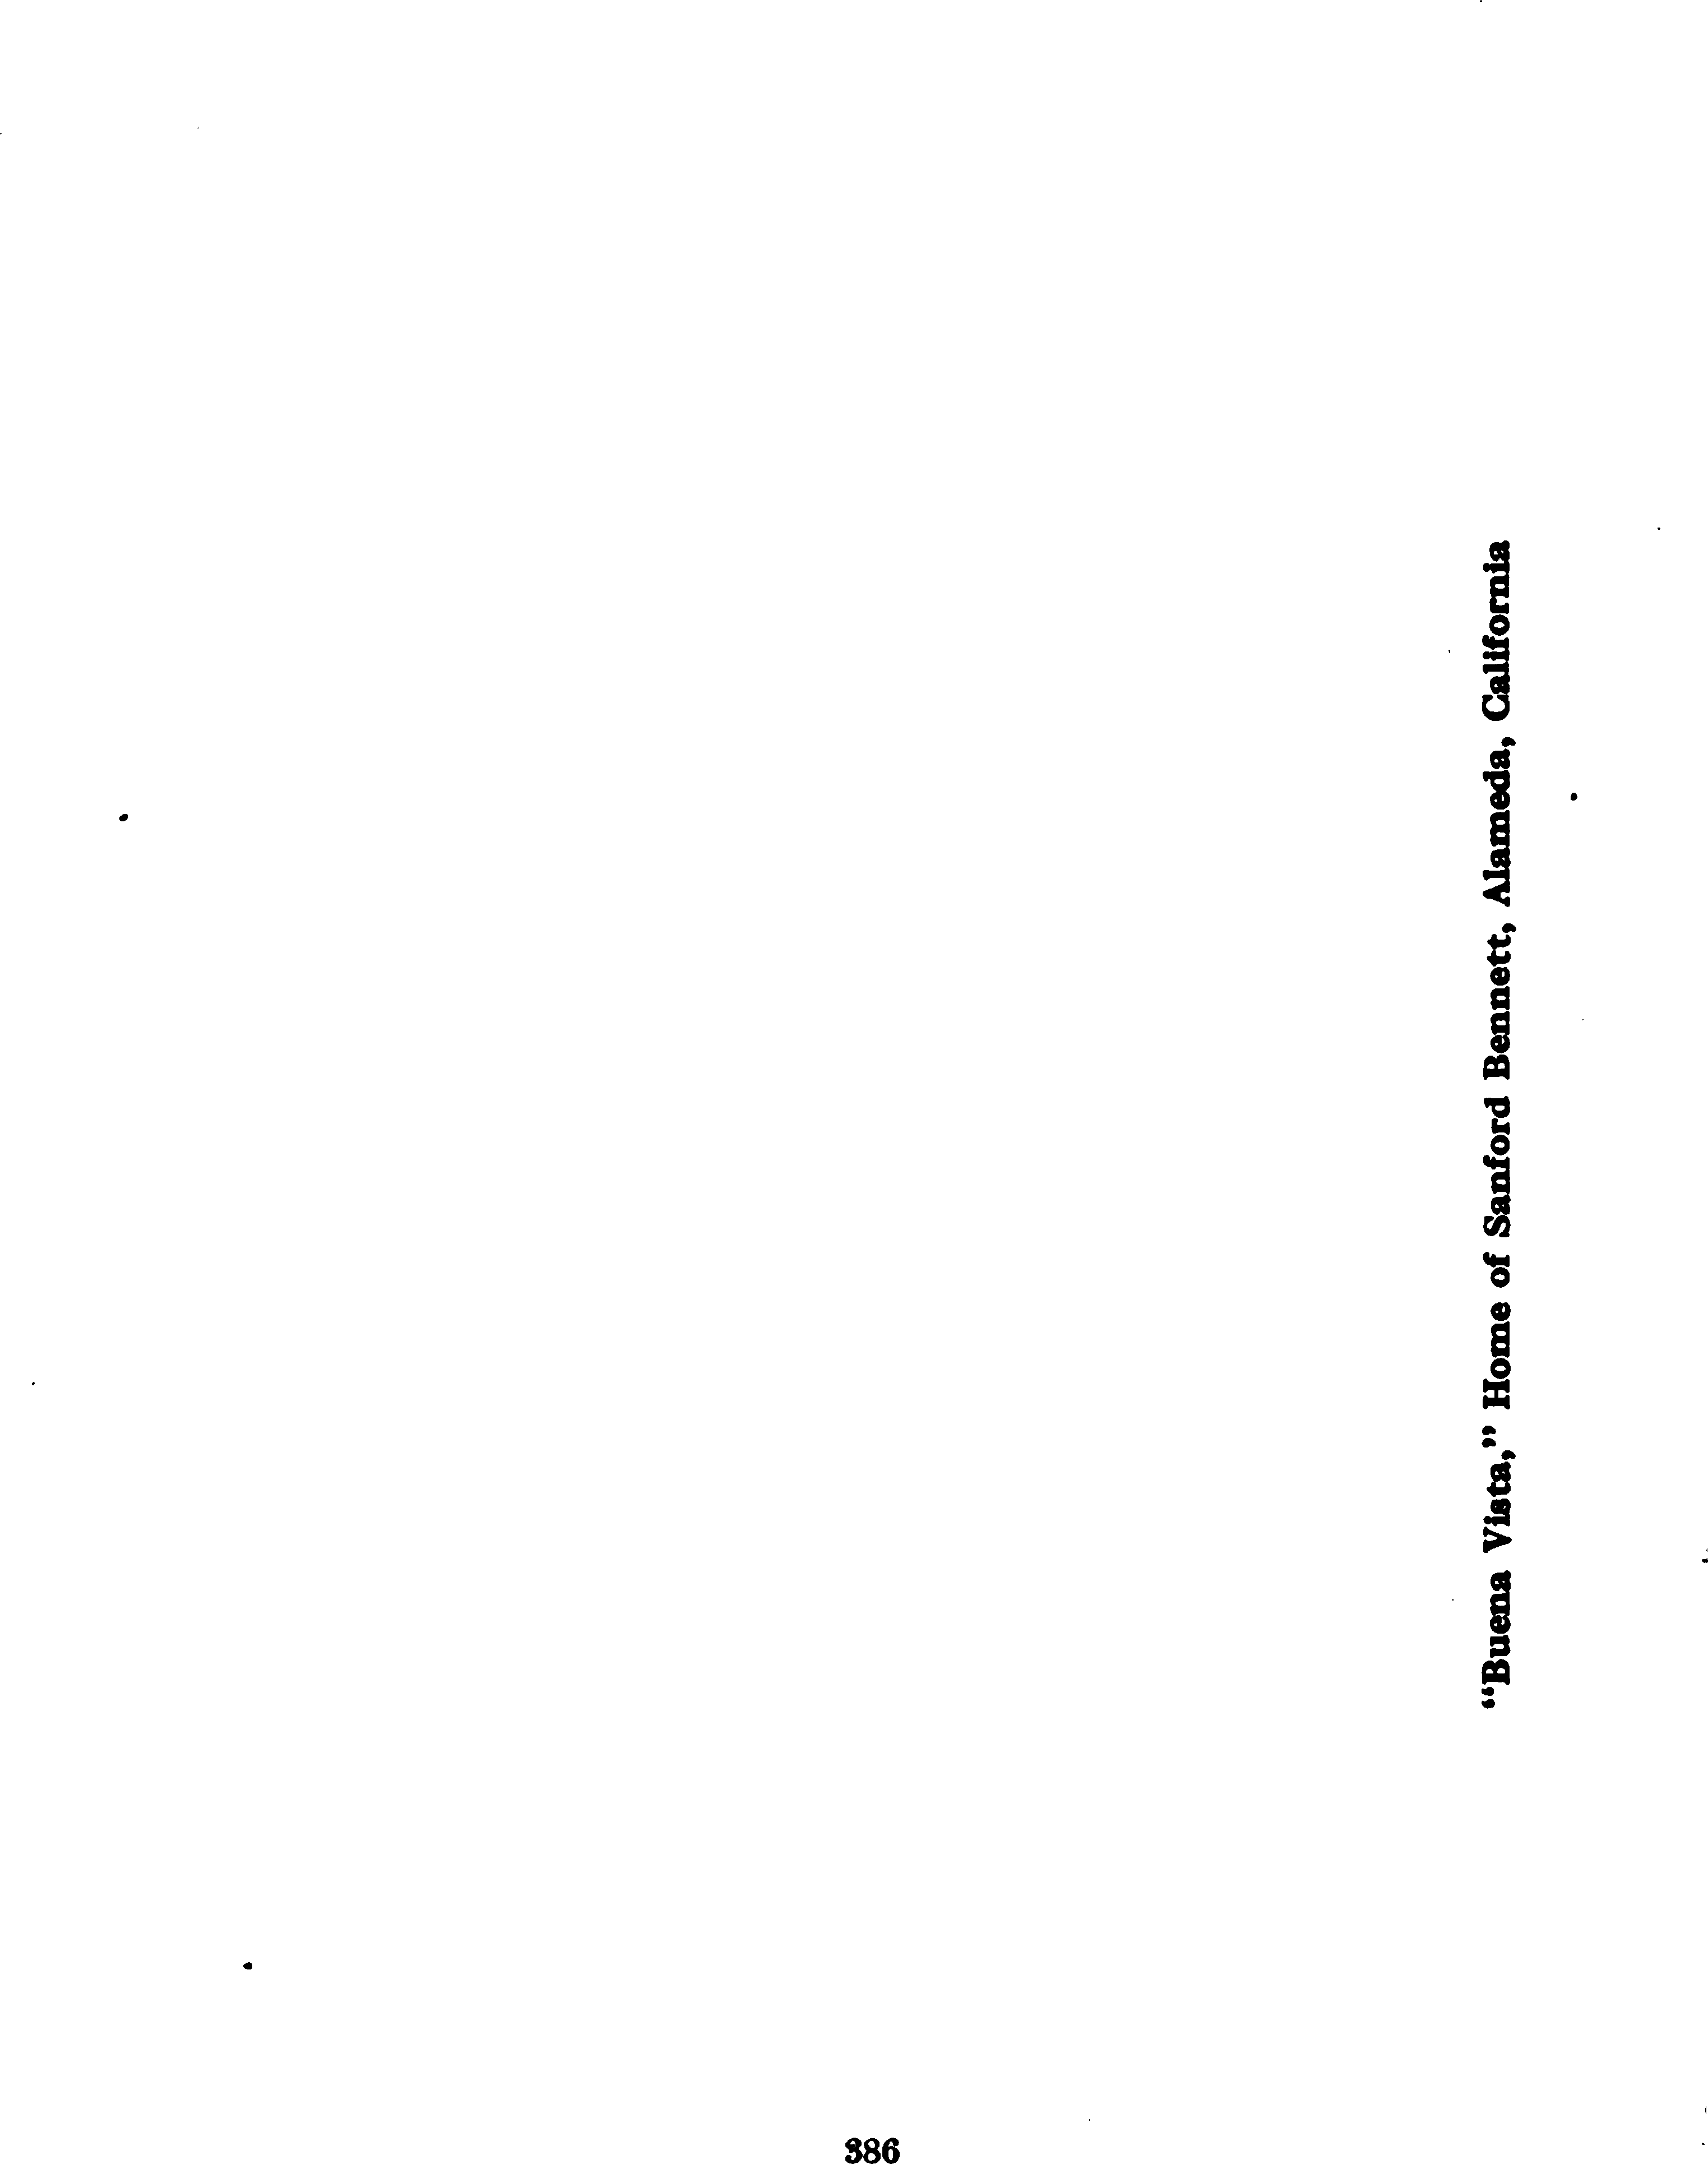 "Buena Vista," Home of Sanford Bennett, Alameda, California
386